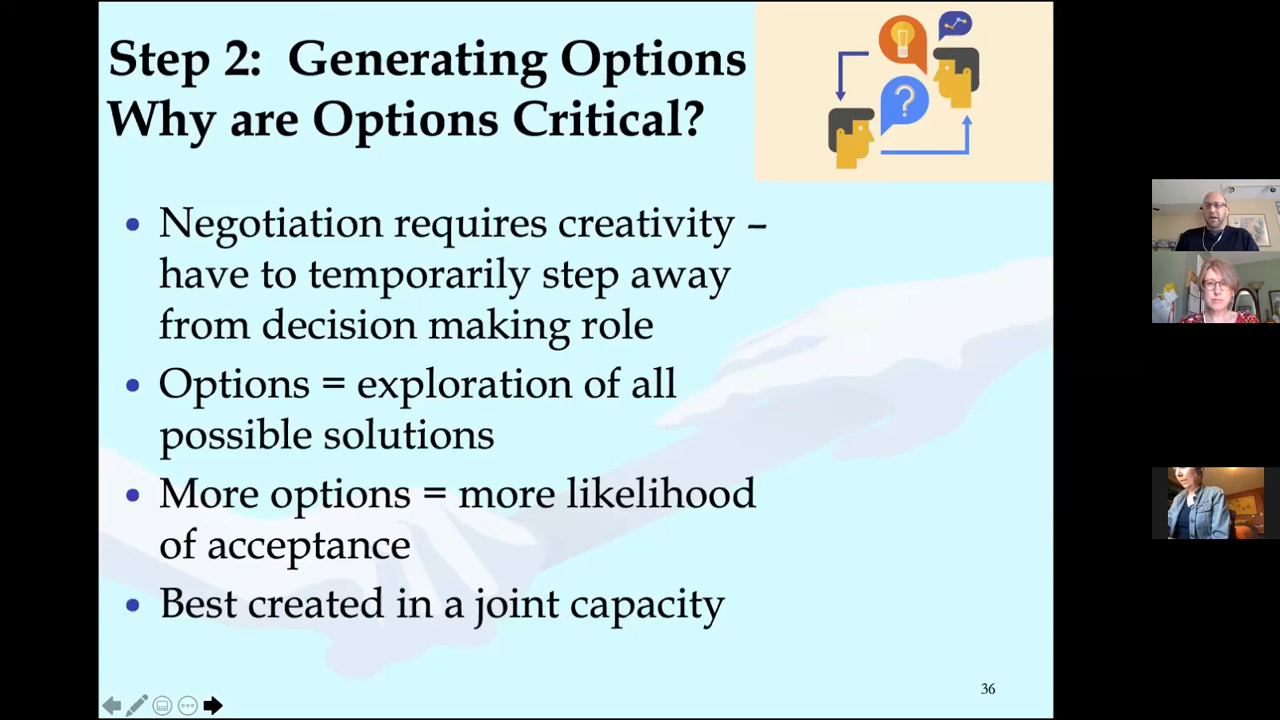 Step 2:  Generating Options
Why are Options Critical?
• Negotiation requires creativity –
have to temporarily step away
from decision making role
• Options = exploration of all
possible solutions
• More options = more likelihood
of acceptance
• Best created in a joint capacity
?
36